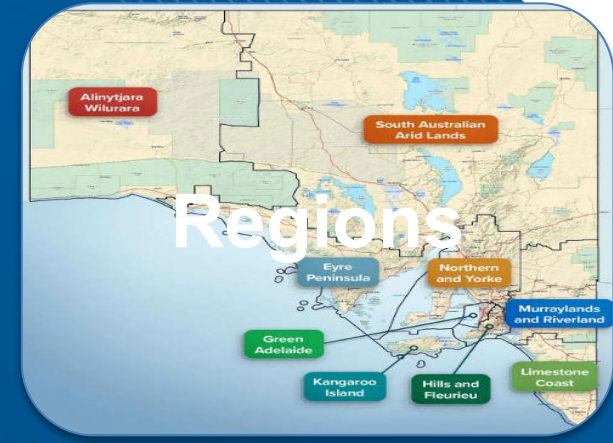 Alinytjara
Wilurara
South Australian
Arid Lands
Regions
Eyre
Peninsula
Northern
and Yorke
Murraylands
and Riverland
Green
Adelaide
Kangaroo
Island
Hills and
Fleurieu
Limestone
Coast